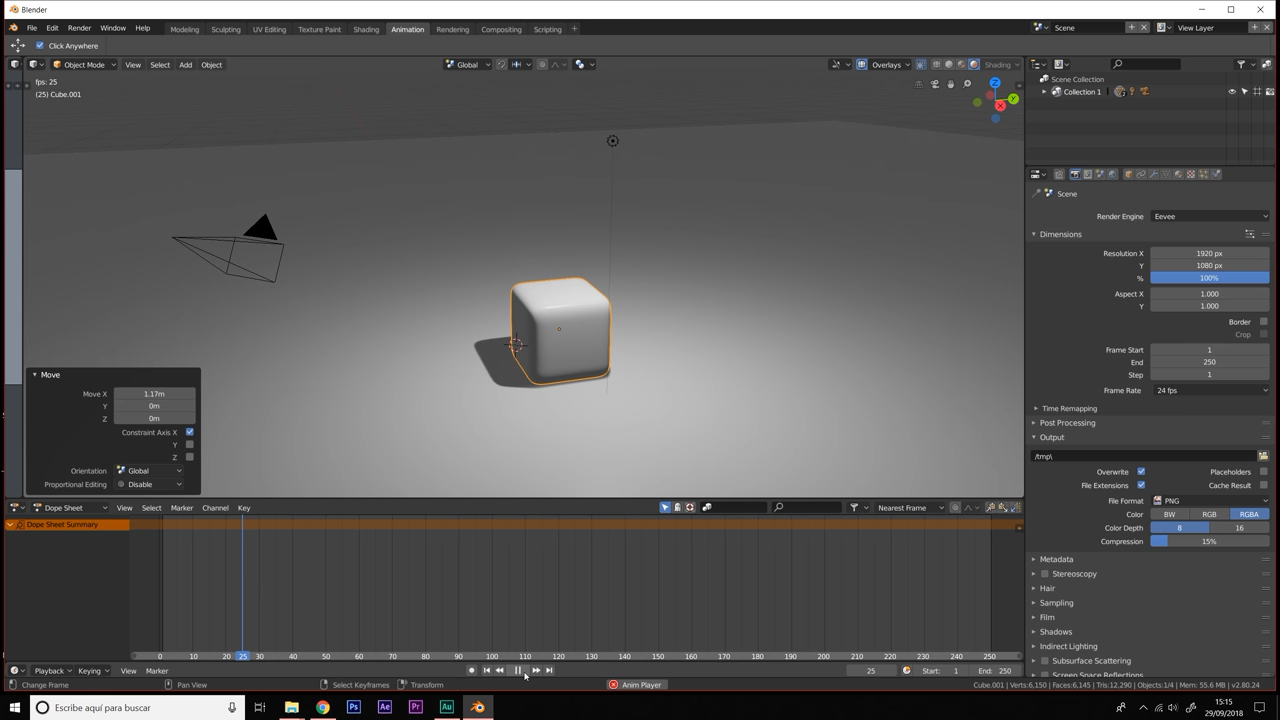 Blender
File Edit Render Window Help Modeling Sculpting UV Editing Texture Paint Shading Animation Rendering Compositing Scripting + Scene View Layer
Click Anywhere
Object Mode View Select Add Object Global Overlays Shading
fps: 25
(25) Cube.001
Z
Y
X
Scene Collection
Collection 1
Scene
Render Engine Eevee
Dimensions
Resolution X 1920 px
Y 1080 px
% 100%
Aspect X 1.000
Y 1.000
Border
Crop
Frame Start 1
End 250
Step 1
Frame Rate 24 fps
Time Remapping
Post Processing
Output
/tmp\
Overwrite Placeholders
File Extensions Cache Result
File Format PNG
Color BW RGB RGBA
Color Depth 8 16
Compression 15%
Metadata
Stereoscopy
Hair
Sampling
Film
Shadows
Indirect Lighting
Subsurface Scattering
Screen Space Reflections
Move
Move X 1.17m
Y 0m
Z 0m
Constraint Axis X
Y
Z
Orientation Global
Proportional Editing Disable
Dope Sheet View Select Marker Channel Key Nearest Frame
Dope Sheet Summary
0 10 20 25 30 40 50 60 70 80 90 100 110 120 130 140 150 160 170 180 190 200 210 220 230 240 250
Playback Keying View Marker 25 Start: 1 End: 250
Change Frame Pan View Select Keyframes Transform Anim Player Cube.001 | Verts:6,150 | Faces:6,145 | Tris:12,290 | Objects:1/4 | Mem: 55.6 MB | v2.80.24
Escribe aquí para buscar Ps Ae Pr Au 15:15
29/09/2018